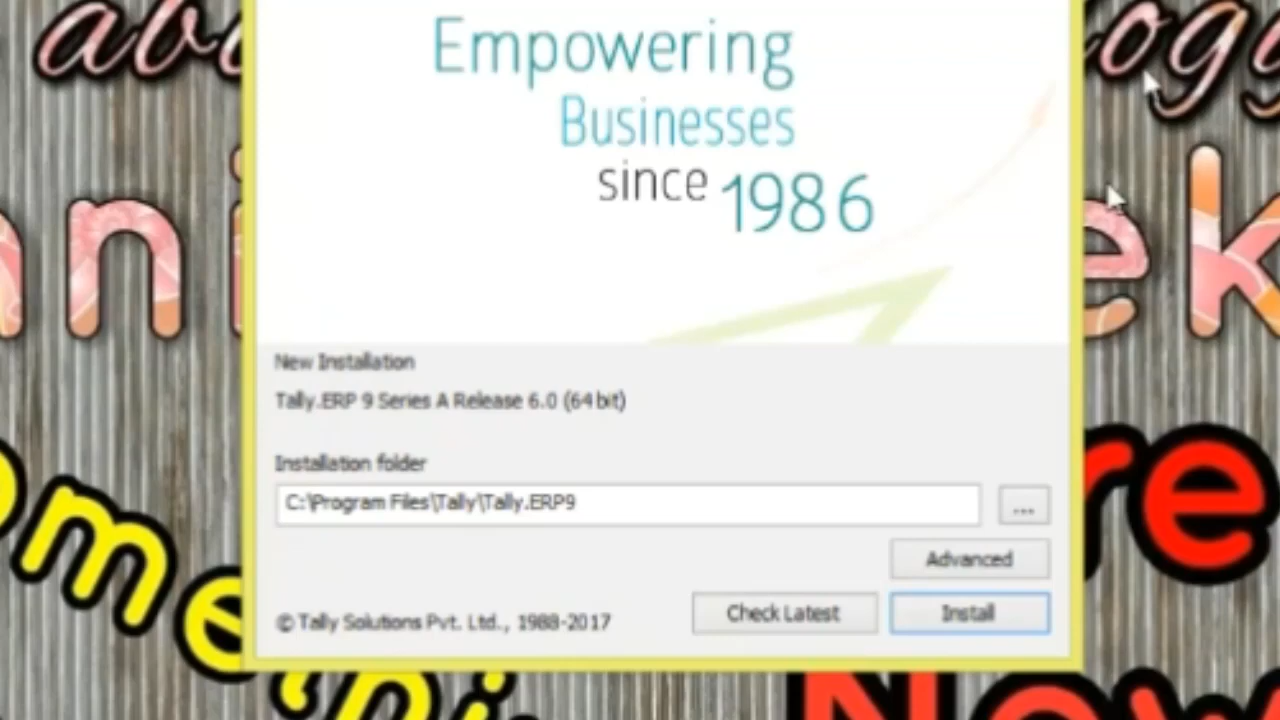 Empowering
Businesses
since 1986
New Installation
Tally.ERP 9 Series A Release 6.0 (64 bit)
Installation folder
C:\Program Files\Tally\Tally.ERP9
...
Advanced
© Tally Solutions Pvt. Ltd., 1988-2017
Check Latest
Install